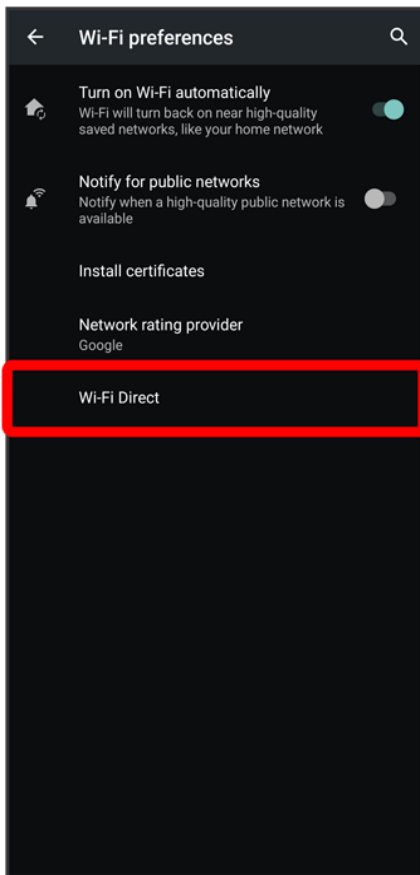 Wi-Fi preferences
Turn on Wi-Fi automatically
Wi-Fi will turn back on near high-quality
saved networks, like your home network
Notify for public networks
Notify when a high-quality public network is
available
Install certificates
Network rating provider
Google
Wi-Fi Direct